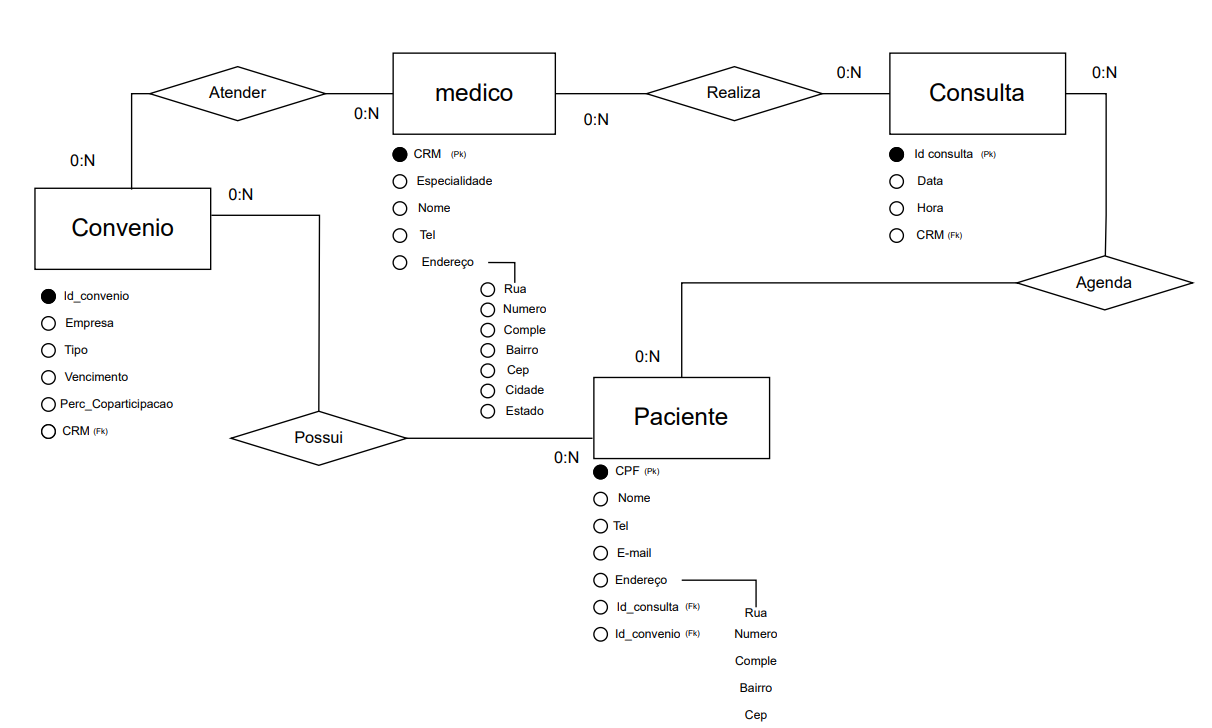 Atender
0:N
medico
0:N
Realiza
0:N
Consulta
0:N
0:N
Convenio
0:N
CRM (Pk)
Especialidade
Nome
Tel
Endereço
Rua
Numero
Comple
Bairro
Cep
Cidade
Estado
Id consulta (Pk)
Data
Hora
CRM (Fk)
Agenda
Id_convenio
Empresa
Tipo
Vencimento
Perc_Coparticipacao
CRM (Fk)
Possui
0:N
0:N
Paciente
CPF (Pk)
Nome
Tel
E-mail
Endereço
Id_consulta (Fk)
Id_convenio (Fk)
Rua
Numero
Comple
Bairro
Cep